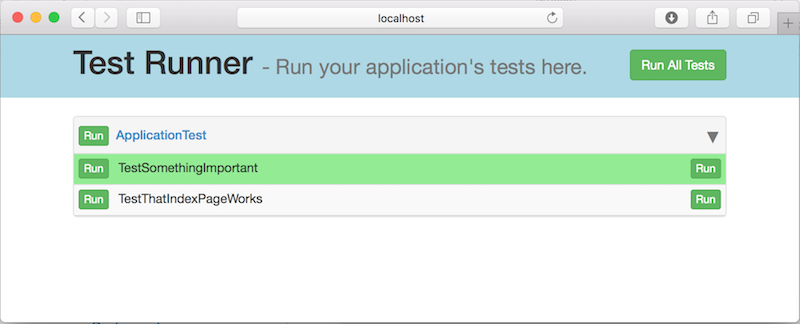 localhost
Test Runner - Run your application's tests here. Run All Tests
Run ApplicationTest
Run TestSomethingImportant Run
Run TestThatIndexPageWorks Run